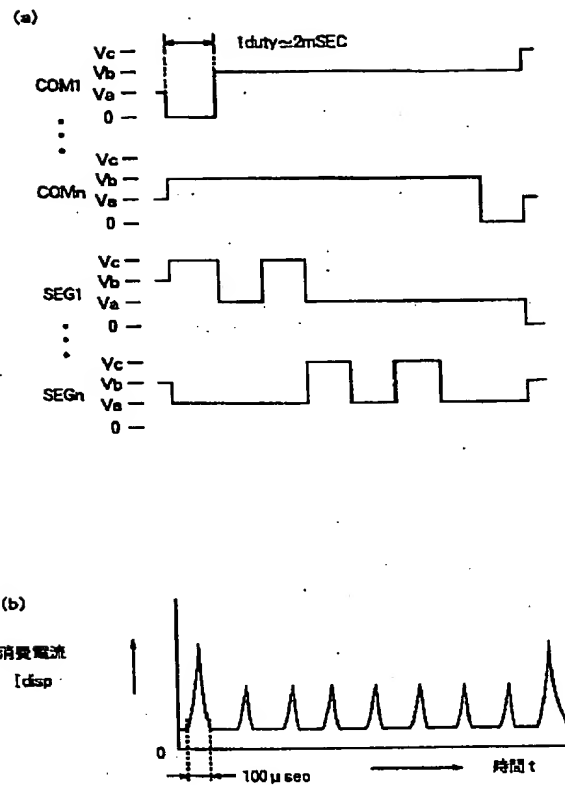 (a)
tduty≃2mSEC
Vc
Vb
COM1
Va
0
Vc
Vb
COMn
Va
0
Vc
Vb
SEG1
Va
0
Vc
Vb
SEGn
Va
0
(b)
消費電流
Idisp
0
100μsec
時間 t